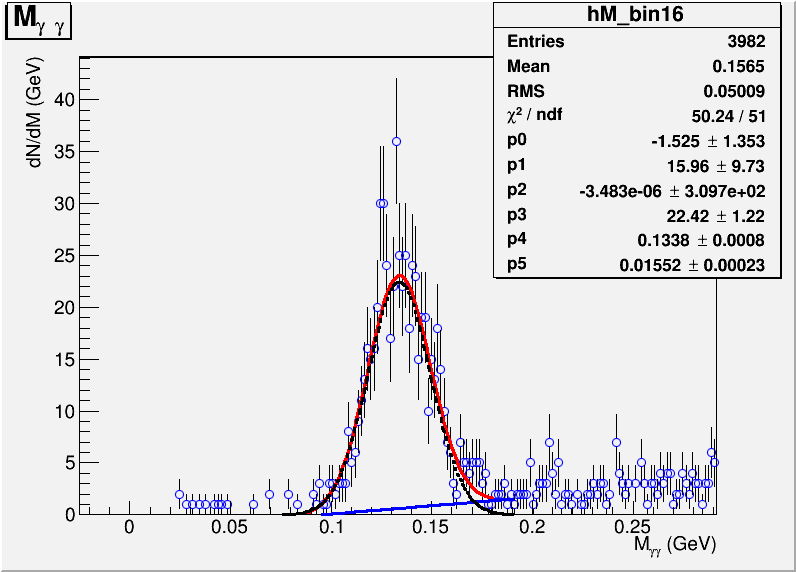 Mγ γ
hM_bin16
Entries 3982
Mean 0.1565
RMS 0.05009
χ² / ndf 50.24 / 51
p0 -1.525 ± 1.353
p1 15.96 ± 9.73
p2 -3.483e-06 ± 3.097e+02
p3 22.42 ± 1.22
p4 0.1338 ± 0.0008
p5 0.01552 ± 0.00023
dN/dM (GeV)
40
35
30
25
20
15
10
5
0
0 0.05 0.1 0.15 0.2 0.25
Mγγ (GeV)